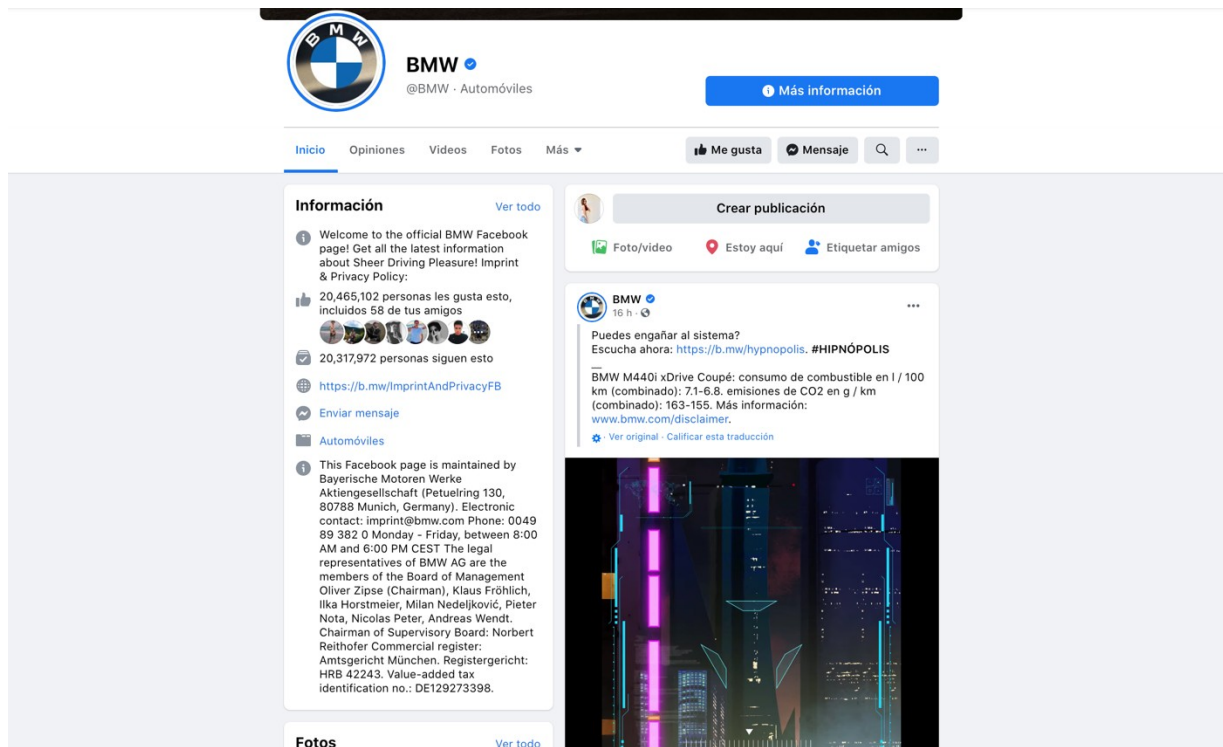 BMW
BMW
@BMW · Automóviles
Más información
Inicio
Opiniones
Videos
Fotos
Más
Me gusta
Mensaje
...
Información
Ver todo
Welcome to the official BMW Facebook
page! Get all the latest information
about Sheer Driving Pleasure! Imprint
& Privacy Policy:
20,465,102 personas les gusta esto,
incluidos 58 de tus amigos
20,317,972 personas siguen esto
https://b.mw/ImprintAndPrivacyFB
Enviar mensaje
Automóviles
This Facebook page is maintained by
Bayerische Motoren Werke
Aktiengesellschaft (Petuelring 130,
80788 Munich, Germany). Electronic
contact: imprint@bmw.com Phone: 0049
89 382 0 Monday - Friday, between 8:00
AM and 6:00 PM CEST The legal
representatives of BMW AG are the
members of the Board of Management
Oliver Zipse (Chairman), Klaus Fröhlich,
Ilka Horstmeier, Milan Nedeljković, Pieter
Nota, Nicolas Peter, Andreas Wendt.
Chairman of Supervisory Board: Norbert
Reithofer Commercial register:
Amtsgericht München. Registergericht:
HRB 42243. Value-added tax
identification no.: DE129273398.
Fotos
Ver todo
Crear publicación
Foto/video
Estoy aquí
Etiquetar amigos
BMW
16 h ·
...
Puedes engañar al sistema?
Escucha ahora: https://b.mw/hypnopolis. #HIPNÓPOLIS
__
BMW M440i xDrive Coupé: consumo de combustible en l / 100
km (combinado): 7.1-6.8. emisiones de CO2 en g / km
(combinado): 163-155. Más información:
www.bmw.com/disclaimer.
· Ver original · Calificar esta traducción